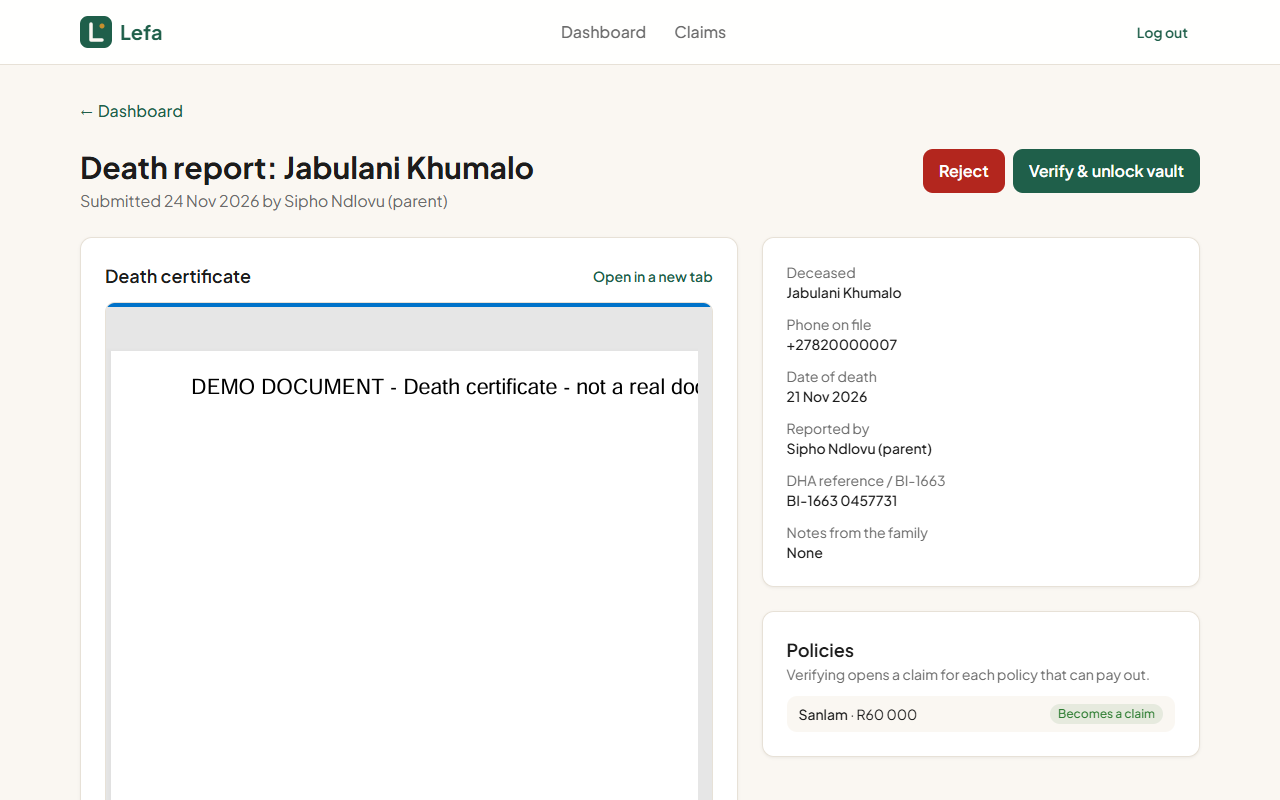 Lefa
Dashboard
Claims
Log out
← Dashboard
Death report: Jabulani Khumalo
Submitted 24 Nov 2026 by Sipho Ndlovu (parent)
Reject
Verify & unlock vault
Death certificate
Open in a new tab
DEMO DOCUMENT - Death certificate - not a real
Deceased
Jabulani Khumalo
Phone on file
+27820000007
Date of death
21 Nov 2026
Reported by
Sipho Ndlovu (parent)
DHA reference / BI-1663
BI-1663 0457731
Notes from the family
None
Policies
Verifying opens a claim for each policy that can pay out.
Sanlam · R60 000
Becomes a claim